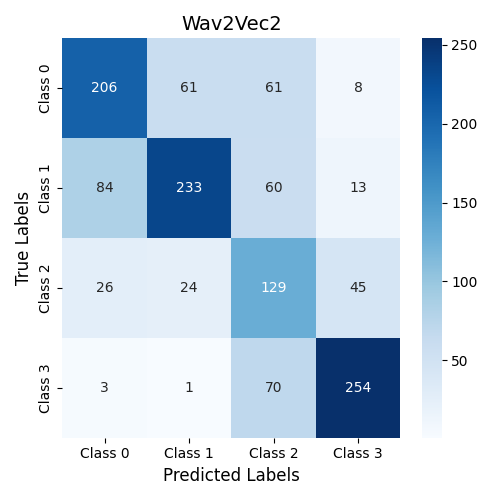 Wav2Vec2
True Labels
Class 0
206 61 61 8
Class 1
84 233 60 13
Class 2
26 24 129 45
Class 3
3 1 70 254
Class 0 Class 1 Class 2 Class 3
Predicted Labels
250
200
150
100
50